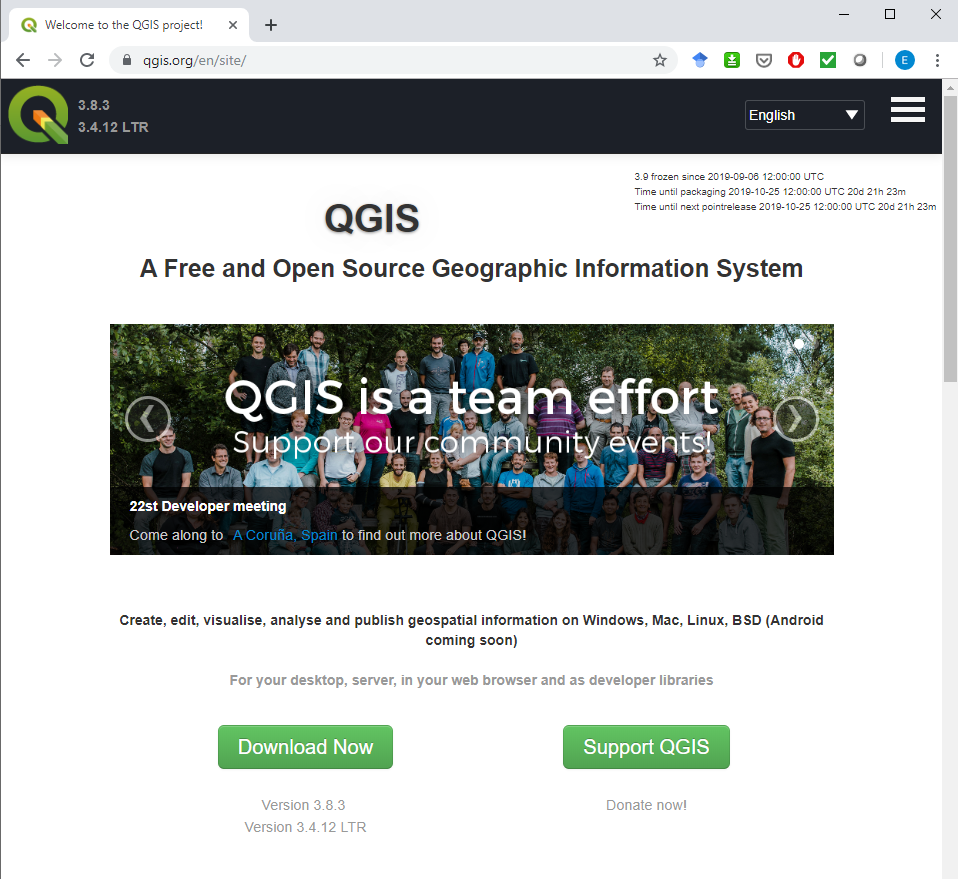 Welcome to the QGIS project!
qgis.org/en/site/
E
3.8.3
3.4.12 LTR
English
3.9 frozen since 2019-09-06 12:00:00 UTC
Time until packaging 2019-10-25 12:00:00 UTC 20d 21h 23m
Time until next pointrelease 2019-10-25 12:00:00 UTC 20d 21h 23m
QGIS
A Free and Open Source Geographic Information System
QGIS is a team effort
Support our community events!
22st Developer meeting
Come along to A Coruña, Spain to find out more about QGIS!
Create, edit, visualise, analyse and publish geospatial information on Windows, Mac, Linux, BSD (Android
coming soon)
For your desktop, server, in your web browser and as developer libraries
Download Now
Support QGIS
Version 3.8.3
Version 3.4.12 LTR
Donate now!